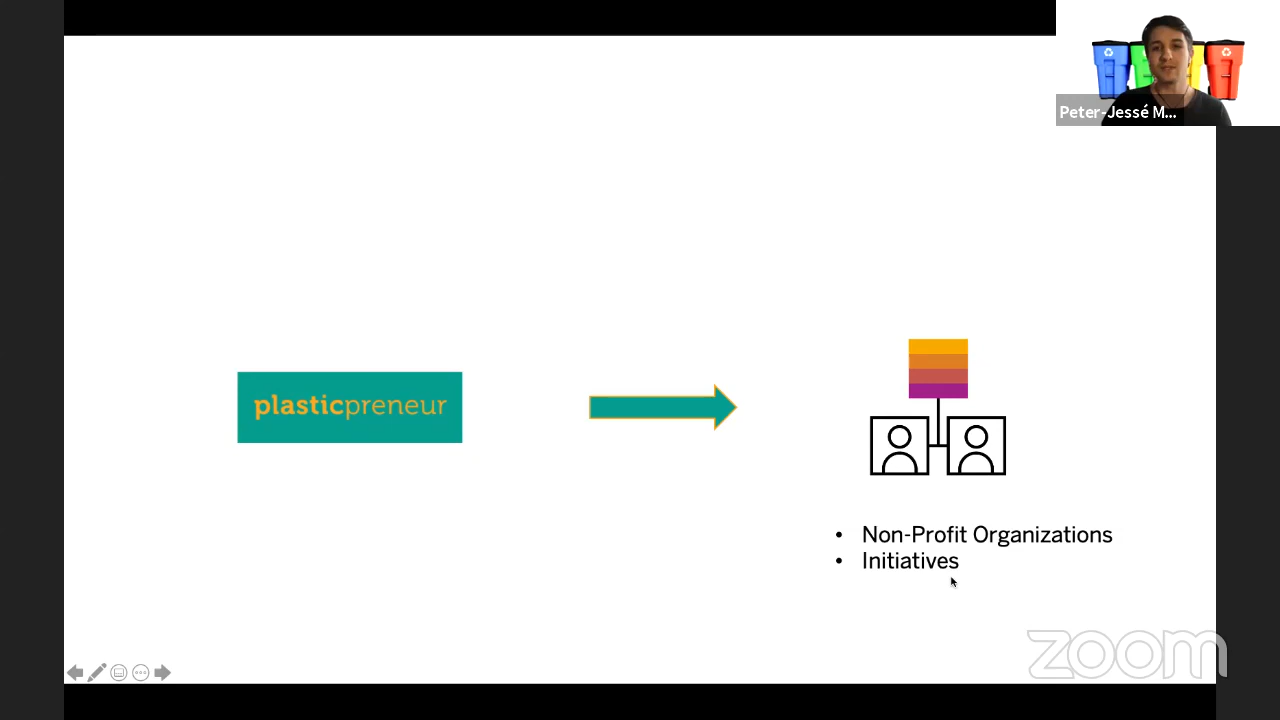 Peter-Jessé M...
plasticpreneur
• Non-Profit Organizations
• Initiatives
zoom